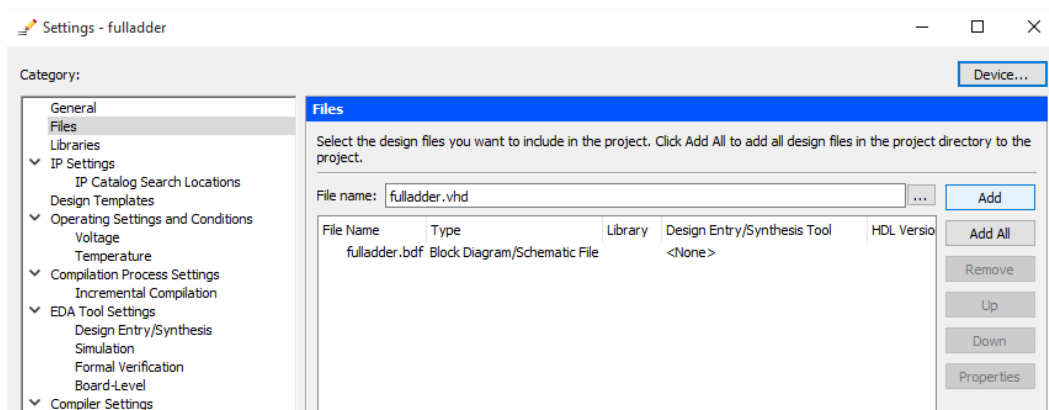 Settings - fulladder
Category:
Device...
General
Files
Libraries
IP Settings
IP Catalog Search Locations
Design Templates
Operating Settings and Conditions
Voltage
Temperature
Compilation Process Settings
Incremental Compilation
EDA Tool Settings
Design Entry/Synthesis
Simulation
Formal Verification
Board-Level
Compiler Settings
Files
Select the design files you want to include in the project. Click Add All to add all design files in the project directory to the
project.
File name: fulladder.vhd ... Add
File Name Type Library Design Entry/Synthesis Tool HDL Versio
fulladder.bdf Block Diagram/Schematic File <None>
Add All
Remove
Up
Down
Properties